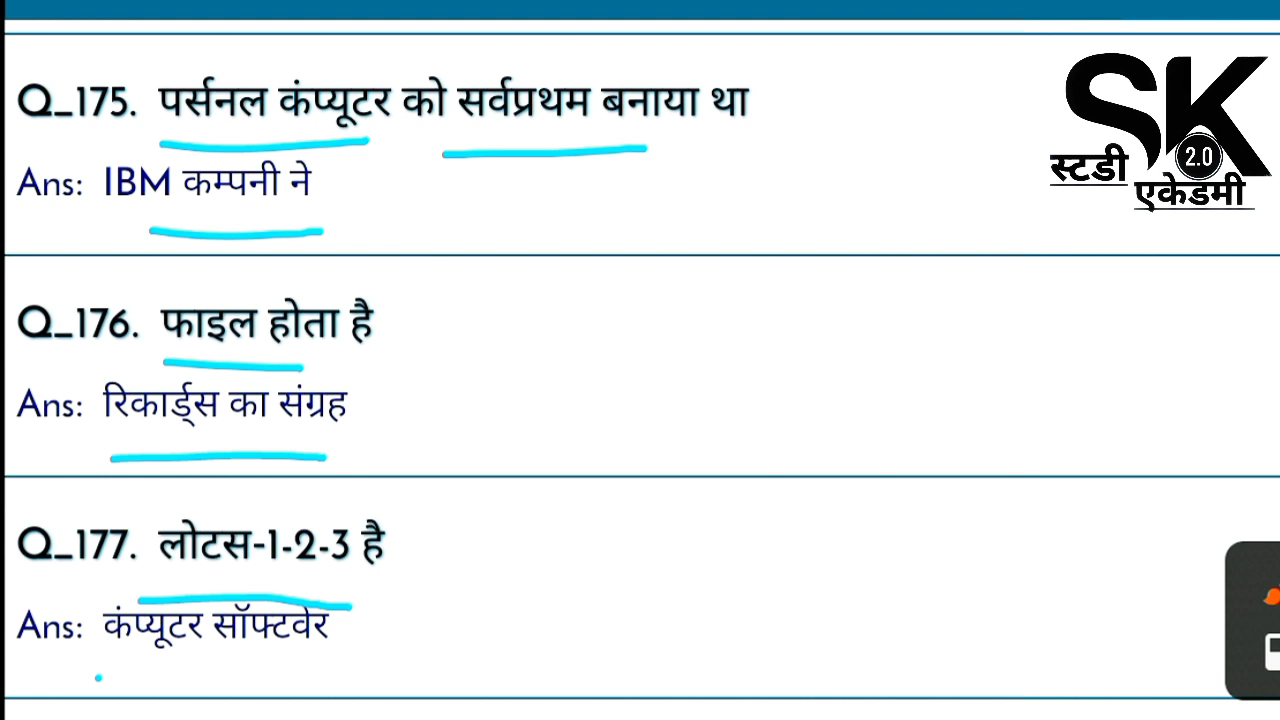 Q_175. पर्सनल कंप्यूटर को सर्वप्रथम बनाया था
Ans: IBM कम्पनी ने
SK
2.0
स्टडी
एकेडमी
Q_176. फाइल होता है
Ans: रिकार्ड्स का संग्रह
Q_177. लोटस-1-2-3 है
Ans: कंप्यूटर सॉफ्टवेर